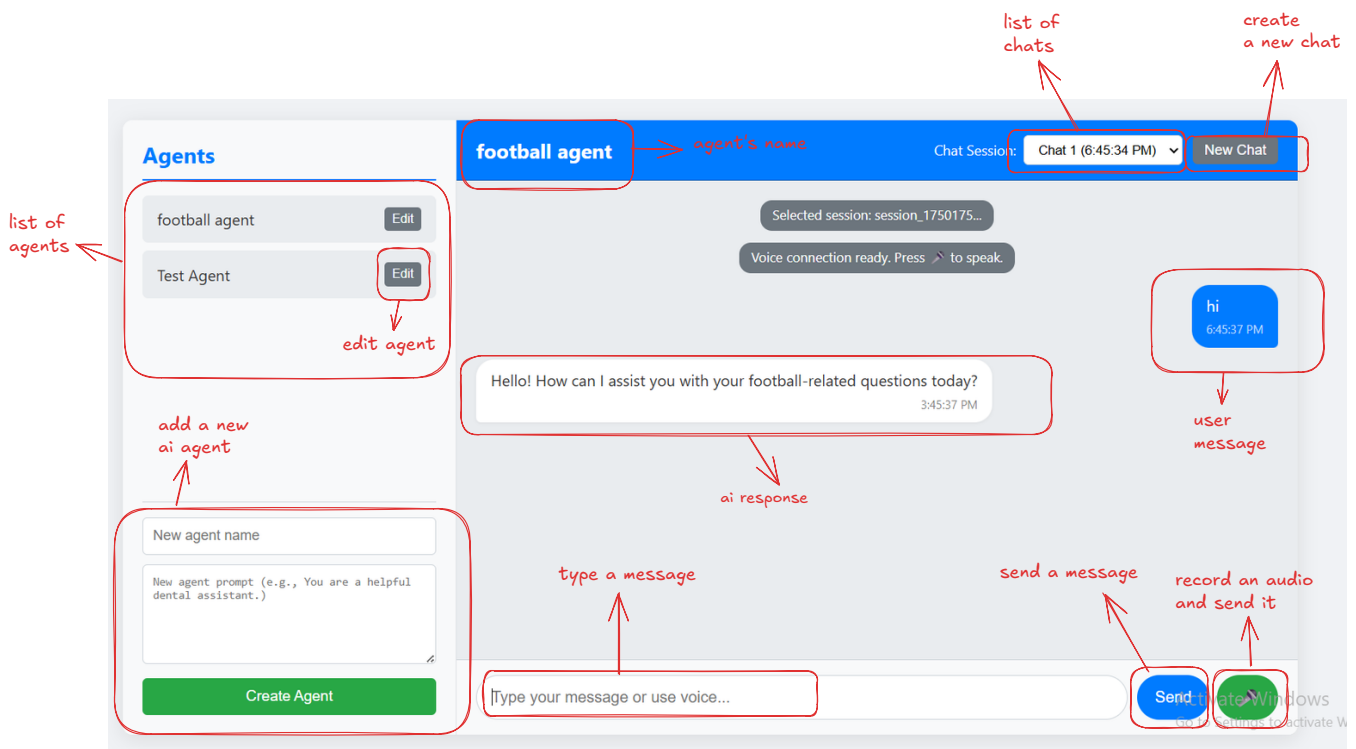 list of
chats
create
a new chat
Agents
football agent
agent's name
Chat Session:
Chat 1 (6:45:34 PM)
New Chat
list of
agents
football agent
Edit
Test Agent
Edit
edit agent
Selected session: session_1750175...
Voice connection ready. Press 🎤 to speak.
hi
6:45:37 PM
user
message
Hello! How can I assist you with your football-related questions today?
3:45:37 PM
ai response
add a new
ai agent
New agent name
New agent prompt (e.g., You are a helpful
dental assistant.)
Create Agent
type a message
send a message
record an audio
and send it
Type your message or use voice...
Send
Activate Windows
Go to Settings to activate W